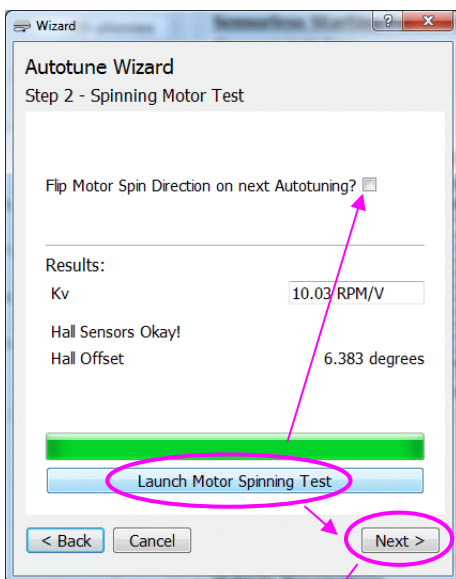 Wizard
Autotune Wizard
Step 2 - Spinning Motor Test
Flip Motor Spin Direction on next Autotuning?
Results:
Kv 10.03 RPM/V
Hall Sensors Okay!
Hall Offset 6.383 degrees
Launch Motor Spinning Test
< Back Cancel Next >